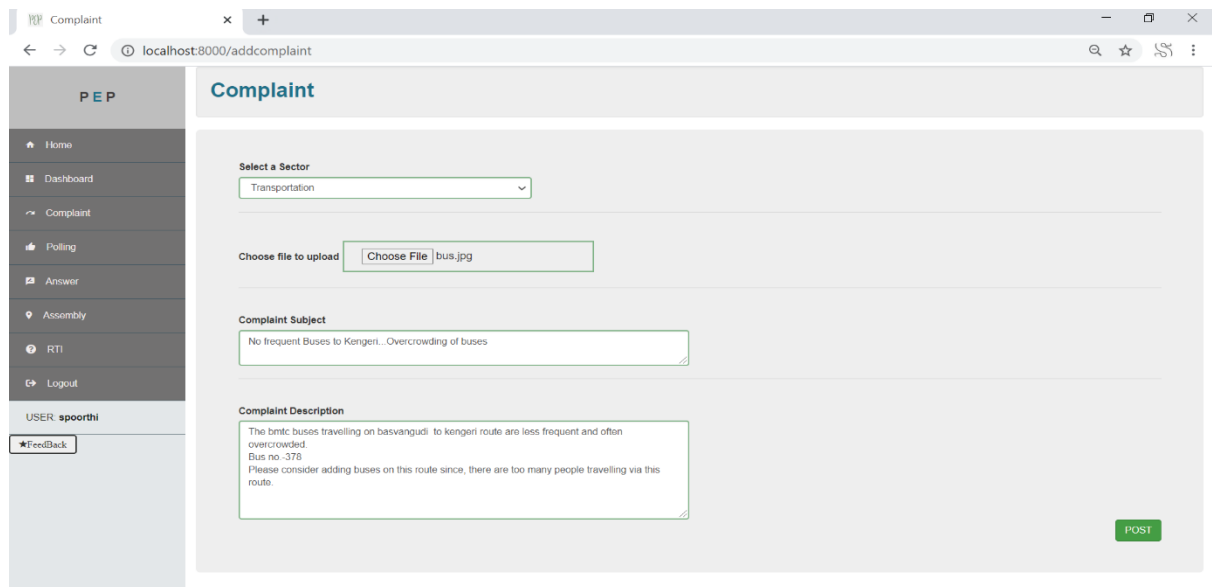 Complaint
localhost:8000/addcomplaint
PEP
Complaint
Home
Dashboard
Complaint
Polling
Answer
Assembly
RTI
Logout
USER: spoorthi
★FeedBack
Select a Sector
Transportation
Choose file to upload Choose File bus.jpg
Complaint Subject
No frequent Buses to Kengeri...Overcrowding of buses
Complaint Description
The bmtc buses travelling on basvangudi to kengeri route are less frequent and often
overcrowded.
Bus no.-378
Please consider adding buses on this route since, there are too many people travelling via this
route.
POST